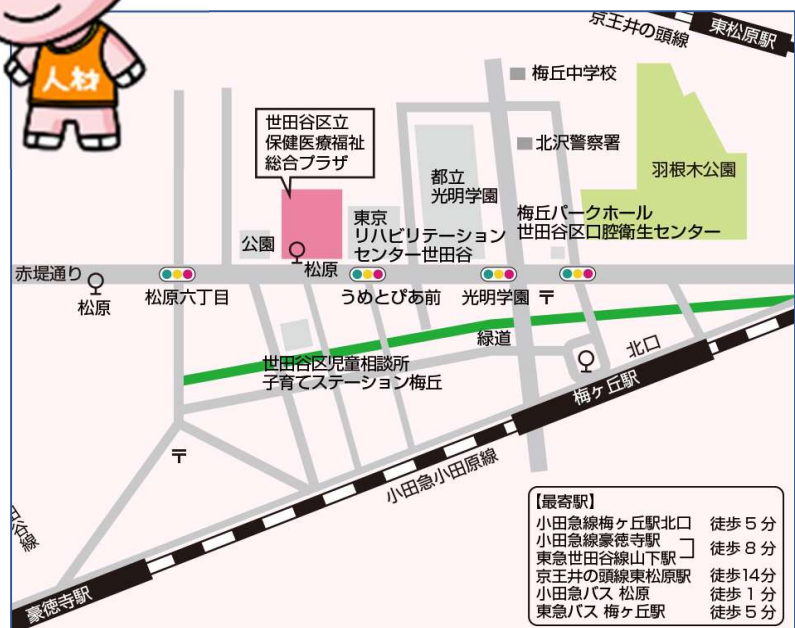 人材
京王井の頭線
東松原駅
梅丘中学校
北沢警察署
羽根木公園
世田谷区立
保健医療福祉
総合プラザ
都立
光明学園
公園
松原
東京
リハビリテーション
センター世田谷
梅丘パークホール
世田谷区口腔衛生センター
赤堤通り
松原
松原六丁目
うめとぴあ前
光明学園
〒
世田谷区児童相談所
子育てステーション梅丘
緑道
北口
梅ヶ丘駅
〒
小田急小田原線
田谷線
豪徳寺駅
【最寄駅】
小田急線梅ヶ丘駅北口 徒歩5分
小田急線豪徳寺駅
東急世田谷線山下駅 徒歩8分
京王井の頭線東松原駅 徒歩14分
小田急バス 松原 徒歩1分
東急バス 梅ヶ丘駅 徒歩5分